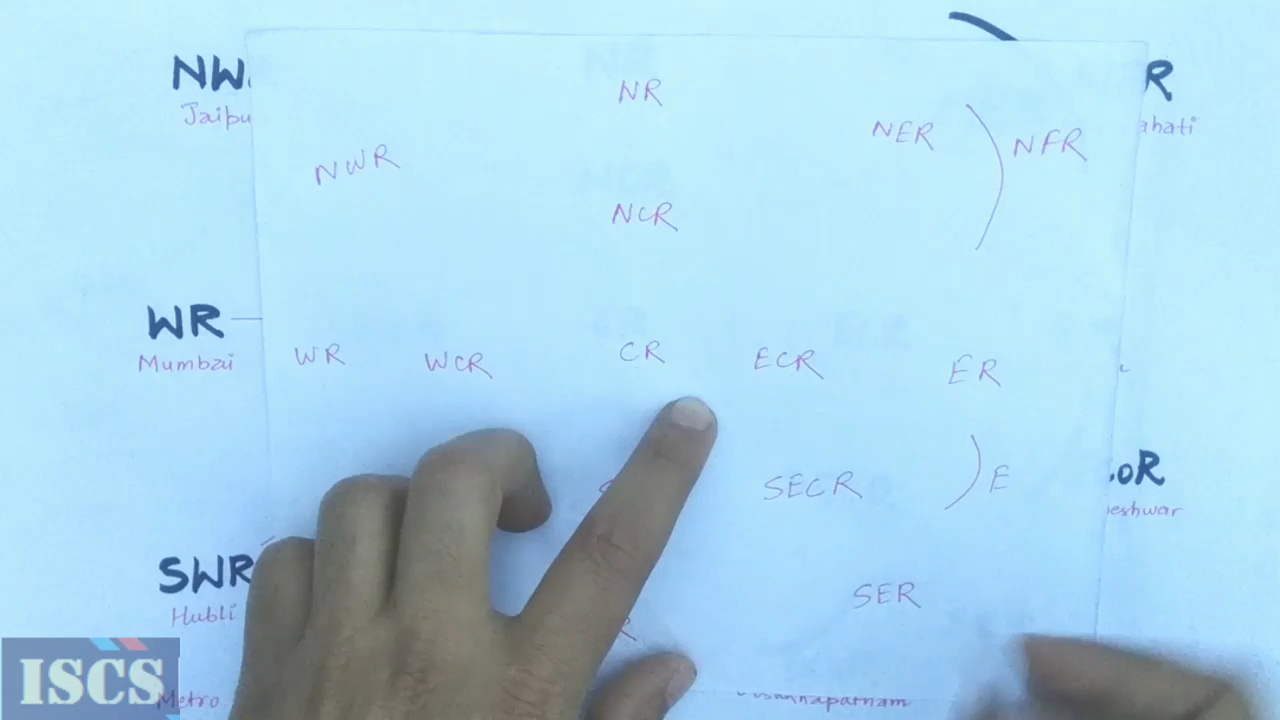 NR
NW
R
Jaipu
NER
NFR
ahati
NWR
NCR
WR
Mumbai
WR
WCR
CR
ECR
ER
SECR
E
oR
eshwar
SWR
SER
Hubli
ISCS
Metro